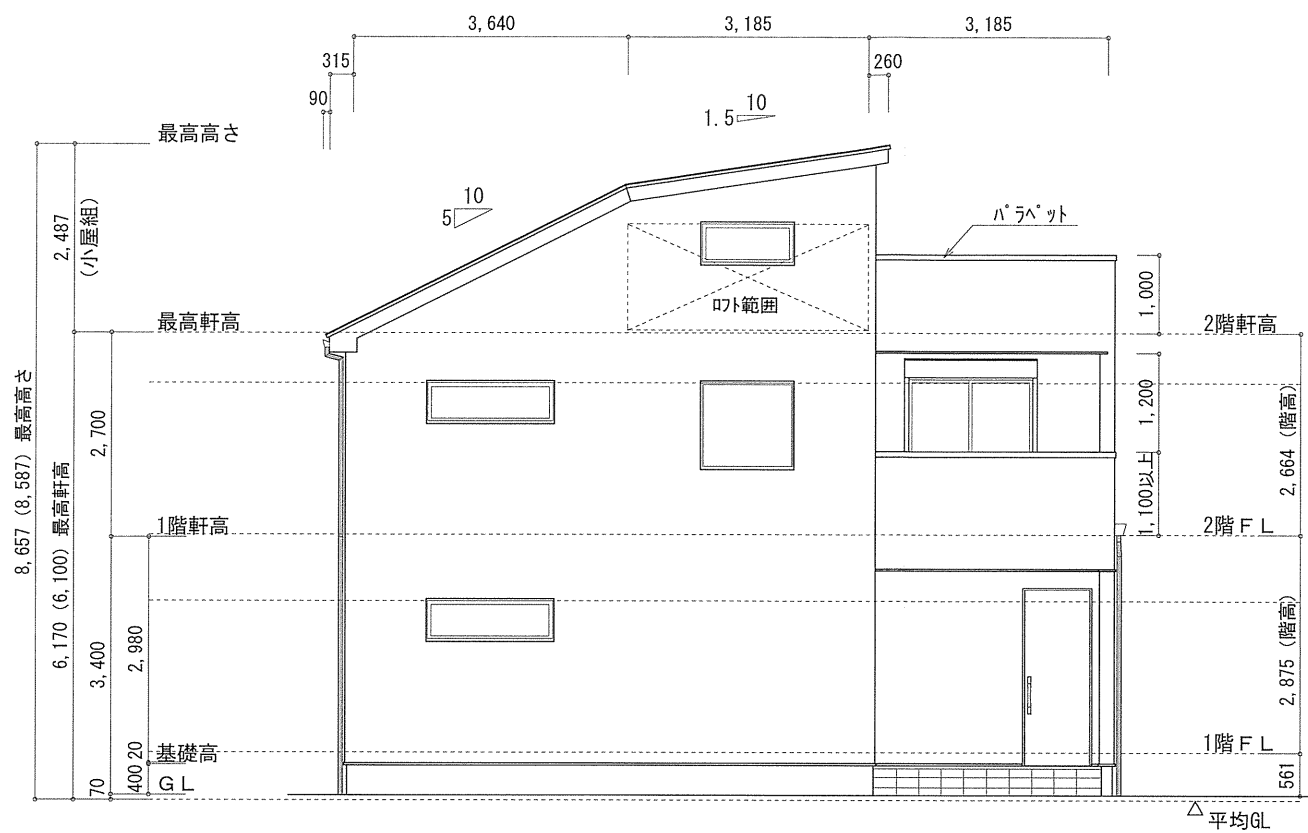 3,640
3,185
3,185
315
260
90
10
1.5
最高高さ
10
5
2,487
(小屋組)
パラペット
1,000
ロフト範囲
最高軒高
2階軒高
8,657 (8,587) 最高高さ
6,170 (6,100) 最高軒高
2,700
1,200
2,664 (階高)
1,100以上
1階軒高
2階FL
3,400
2,980
2,875 (階高)
20
基礎高
1階FL
70
400
GL
561
平均GL